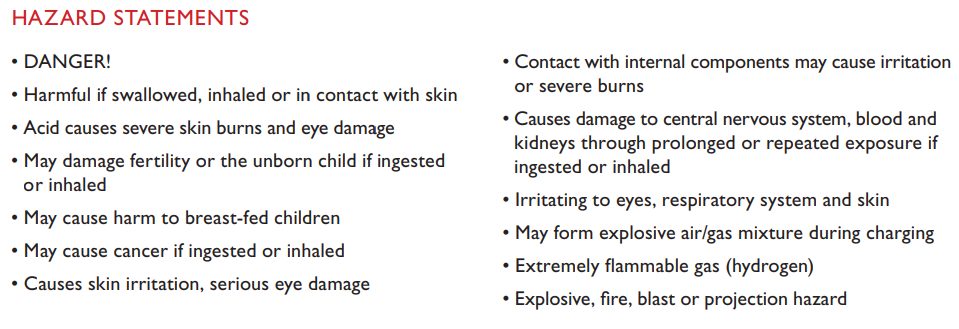 HAZARD STATEMENTS
• DANGER!
• Harmful if swallowed, inhaled or in contact with skin
• Acid causes severe skin burns and eye damage
• May damage fertility or the unborn child if ingested
or inhaled
• May cause harm to breast-fed children
• May cause cancer if ingested or inhaled
• Causes skin irritation, serious eye damage
• Contact with internal components may cause irritation
or severe burns
• Causes damage to central nervous system, blood and
kidneys through prolonged or repeated exposure if
ingested or inhaled
• Irritating to eyes, respiratory system and skin
• May form explosive air/gas mixture during charging
• Extremely flammable gas (hydrogen)
• Explosive, fire, blast or projection hazard